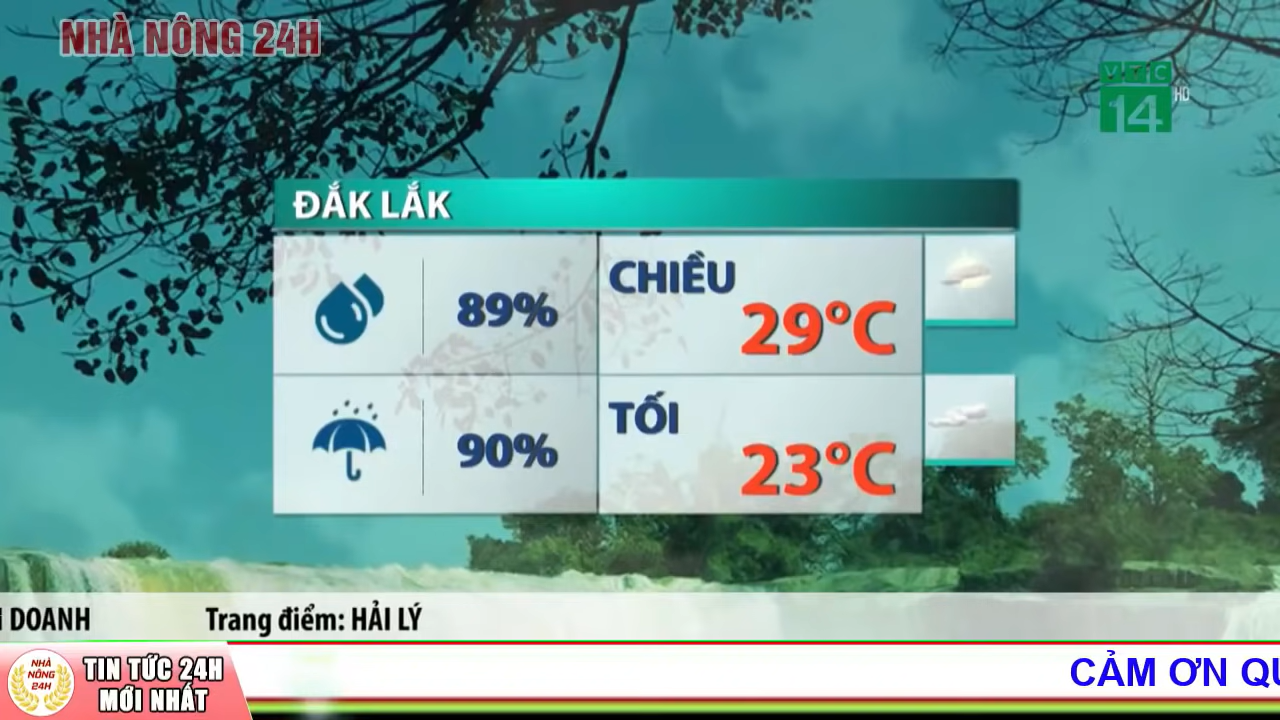 NHÀ NÔNG 24H
VTC
14 HD
ĐẮK LẮK
89%
CHIỀU
29°C
90%
TỐI
23°C
DOANH
Trang điểm: HẢI LÝ
NHÀ
NÔNG
24H
TIN TỨC 24H
MỚI NHẤT
CẢM ƠN QU